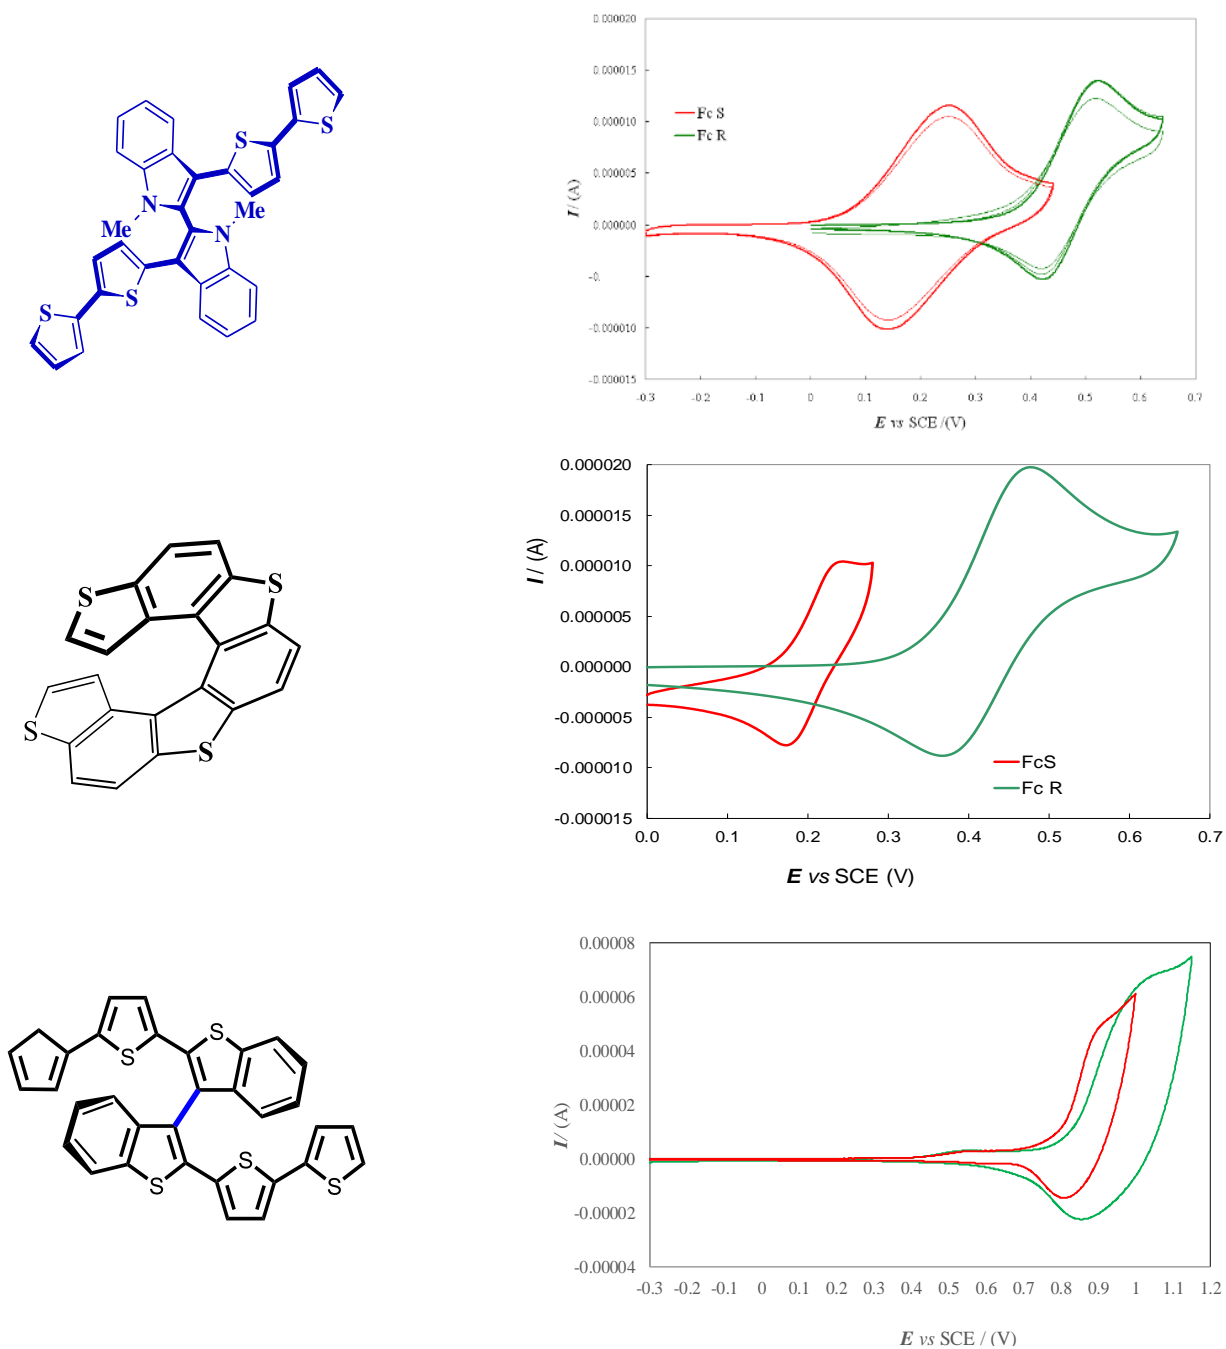 S
S
N
Me
Me
N
S
S
0.000020
0.000015
0.000010
0.000005
0.000000
-0.
-0.000010
-0.000015
I / (A)
Fc S
Fc R
-0.3 -0.2 -0.1 0 0.1 0.2 0.3 0.4 0.5 0.6 0.7
E vs SCE /(V)
S
S
S
S
0.000020
0.000015
0.000010
0.000005
0.000000
-0.000005
-0.000010
-0.000015
I / (A)
FcS
Fc R
0.0 0.1 0.2 0.3 0.4 0.5 0.6 0.7
E vs SCE (V)
S
S
S
S
S
S
0.00008
0.00006
0.00004
0.00002
0.00000
-0.00002
-0.00004
I/ (A)
-0.3 -0.2 -0.1 0 0.1 0.2 0.3 0.4 0.5 0.6 0.7 0.8 0.9 1 1.1 1.2
E vs SCE / (V)